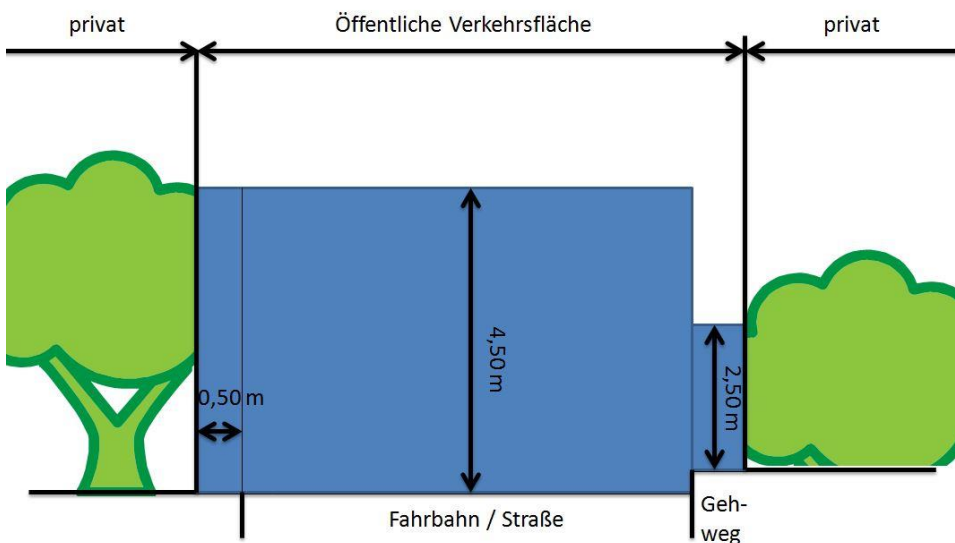 privat
Öffentliche Verkehrsfläche
privat
0,50 m
4,50 m
2,50 m
Fahrbahn / Straße
Geh-
weg